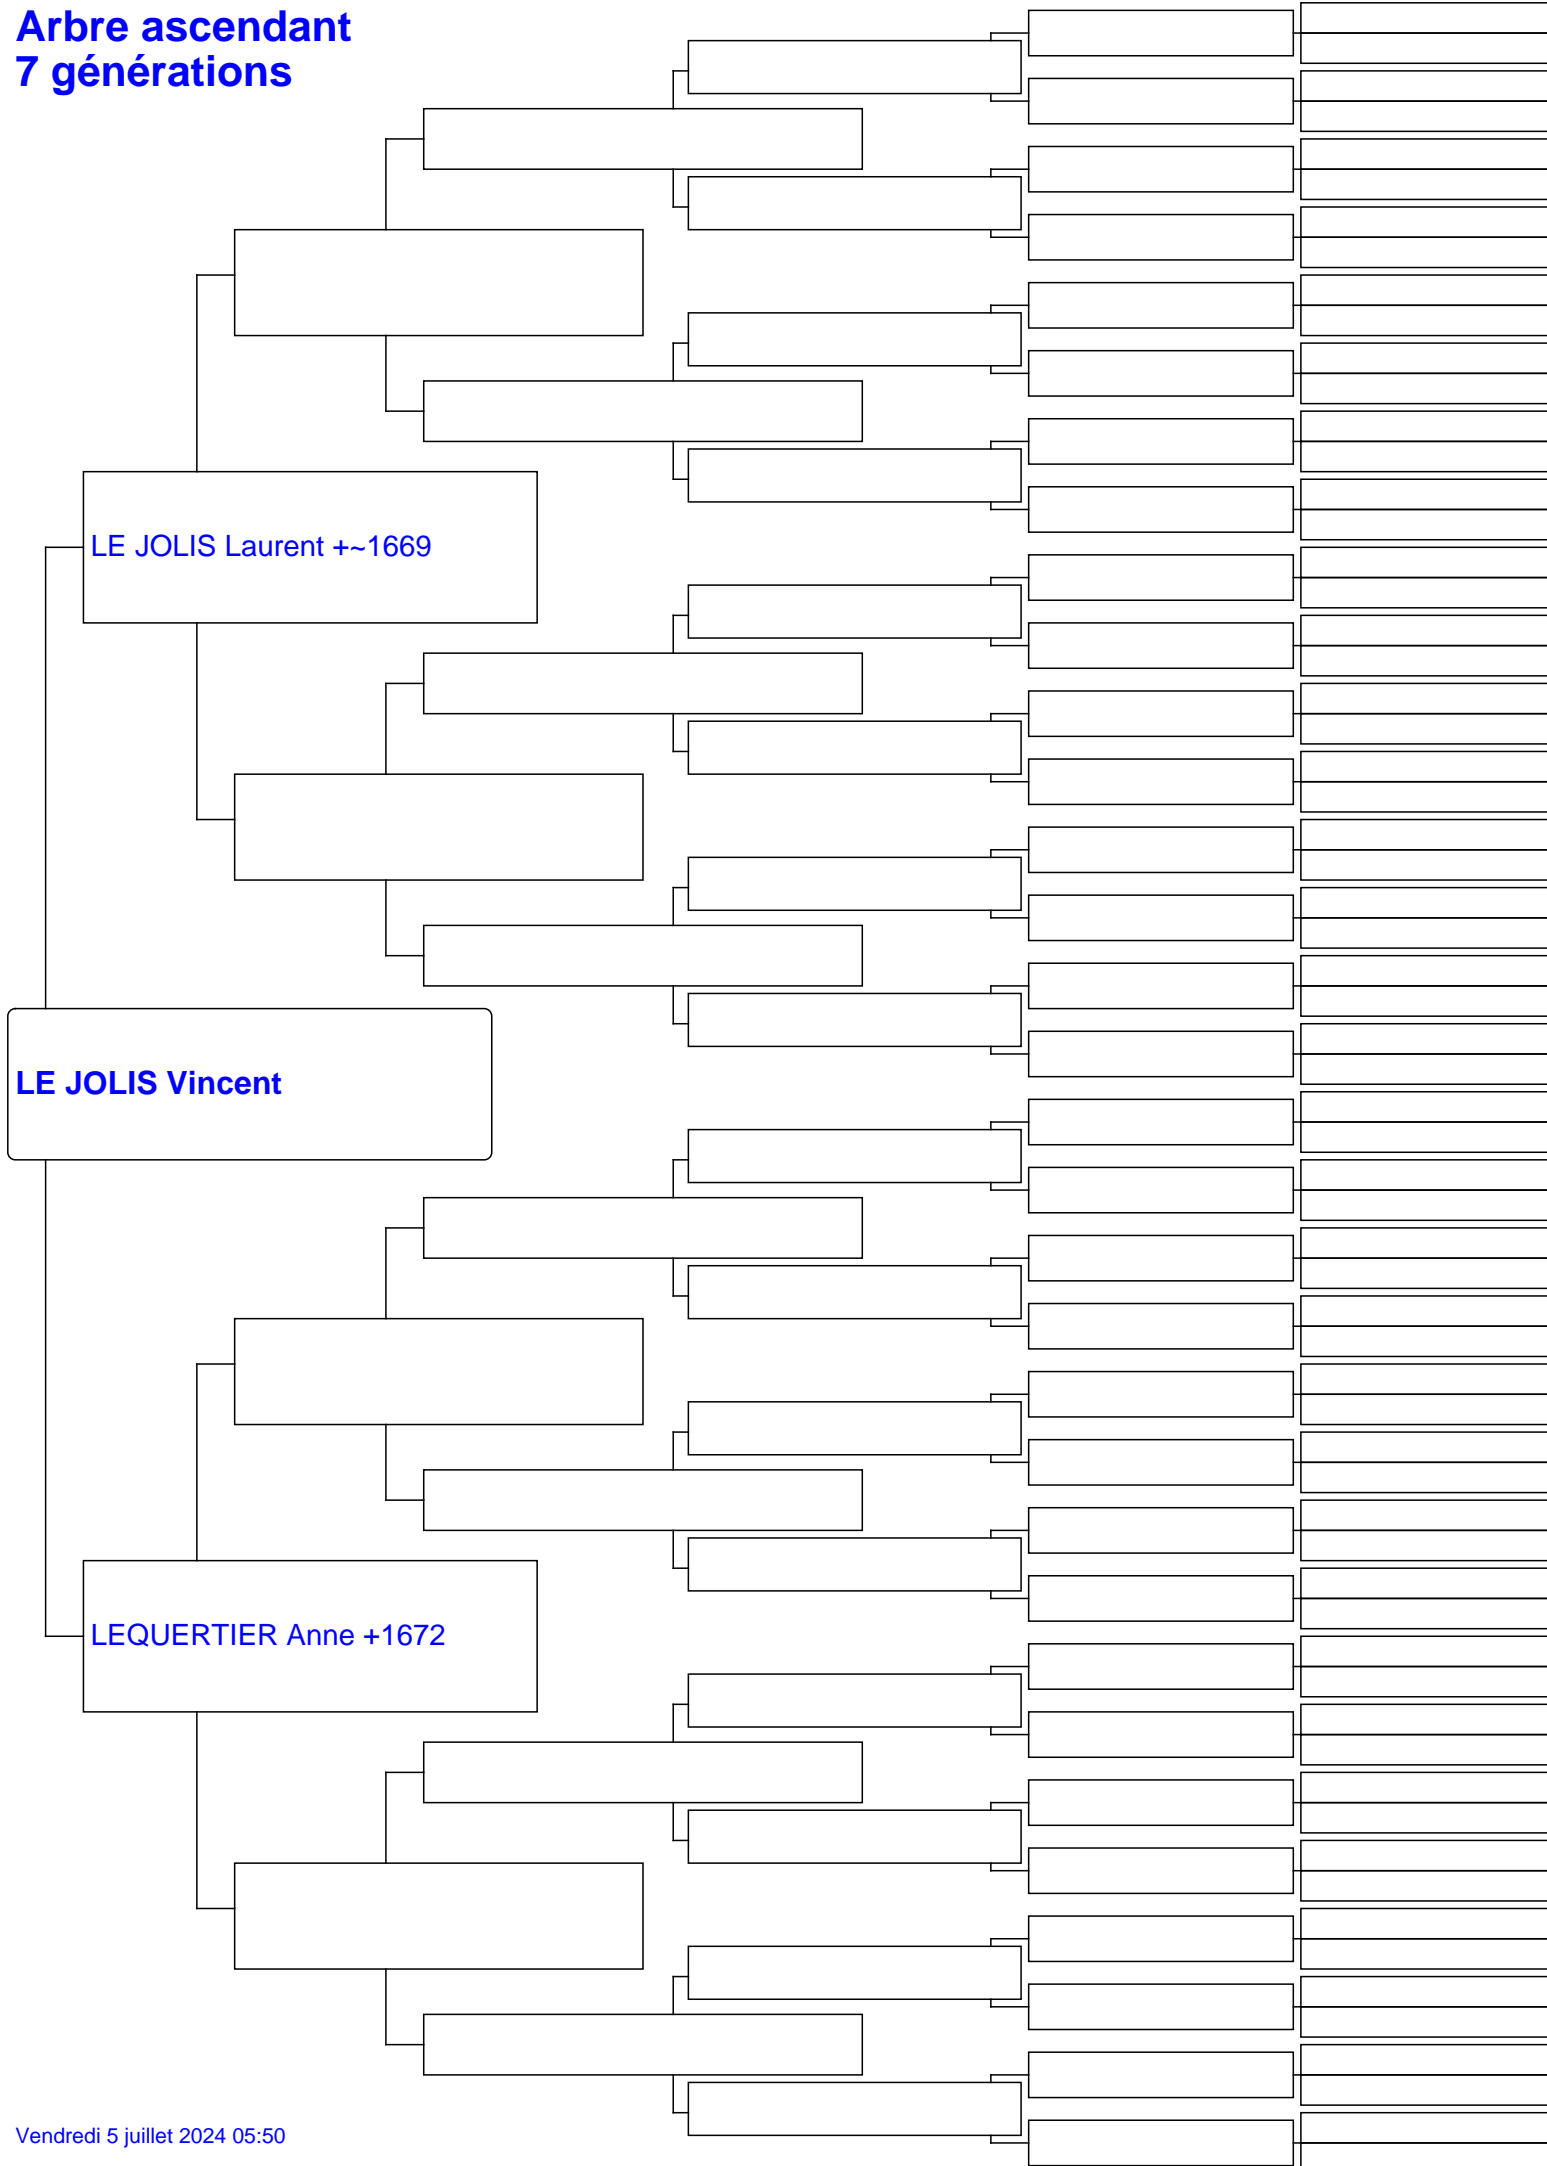 Arbre ascendant
7 générations
LE JOLIS Laurent +~1669
LE JOLIS Vincent
LEQUERTIER Anne +1672
Vendredi 5 juillet 2024 05:50